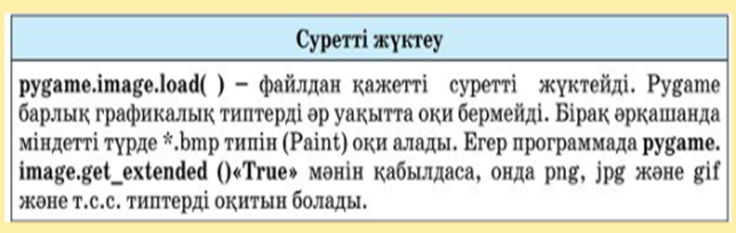 Суретті жүктеу
pygame.image.load( ) – файлдан қажетті суретті жүктейді. Pygame
барлық графикалық типтерді әр уақытта оқи бермейді. Бірақ әрқашанда
міндетті түрде *.bmp типін (Paint) оқи алады. Егер программада pygame.
image.get_extended ()«True» мәнін қабылдаса, онда png, jpg және gif
және т.с.с. типтерді оқитын болады.